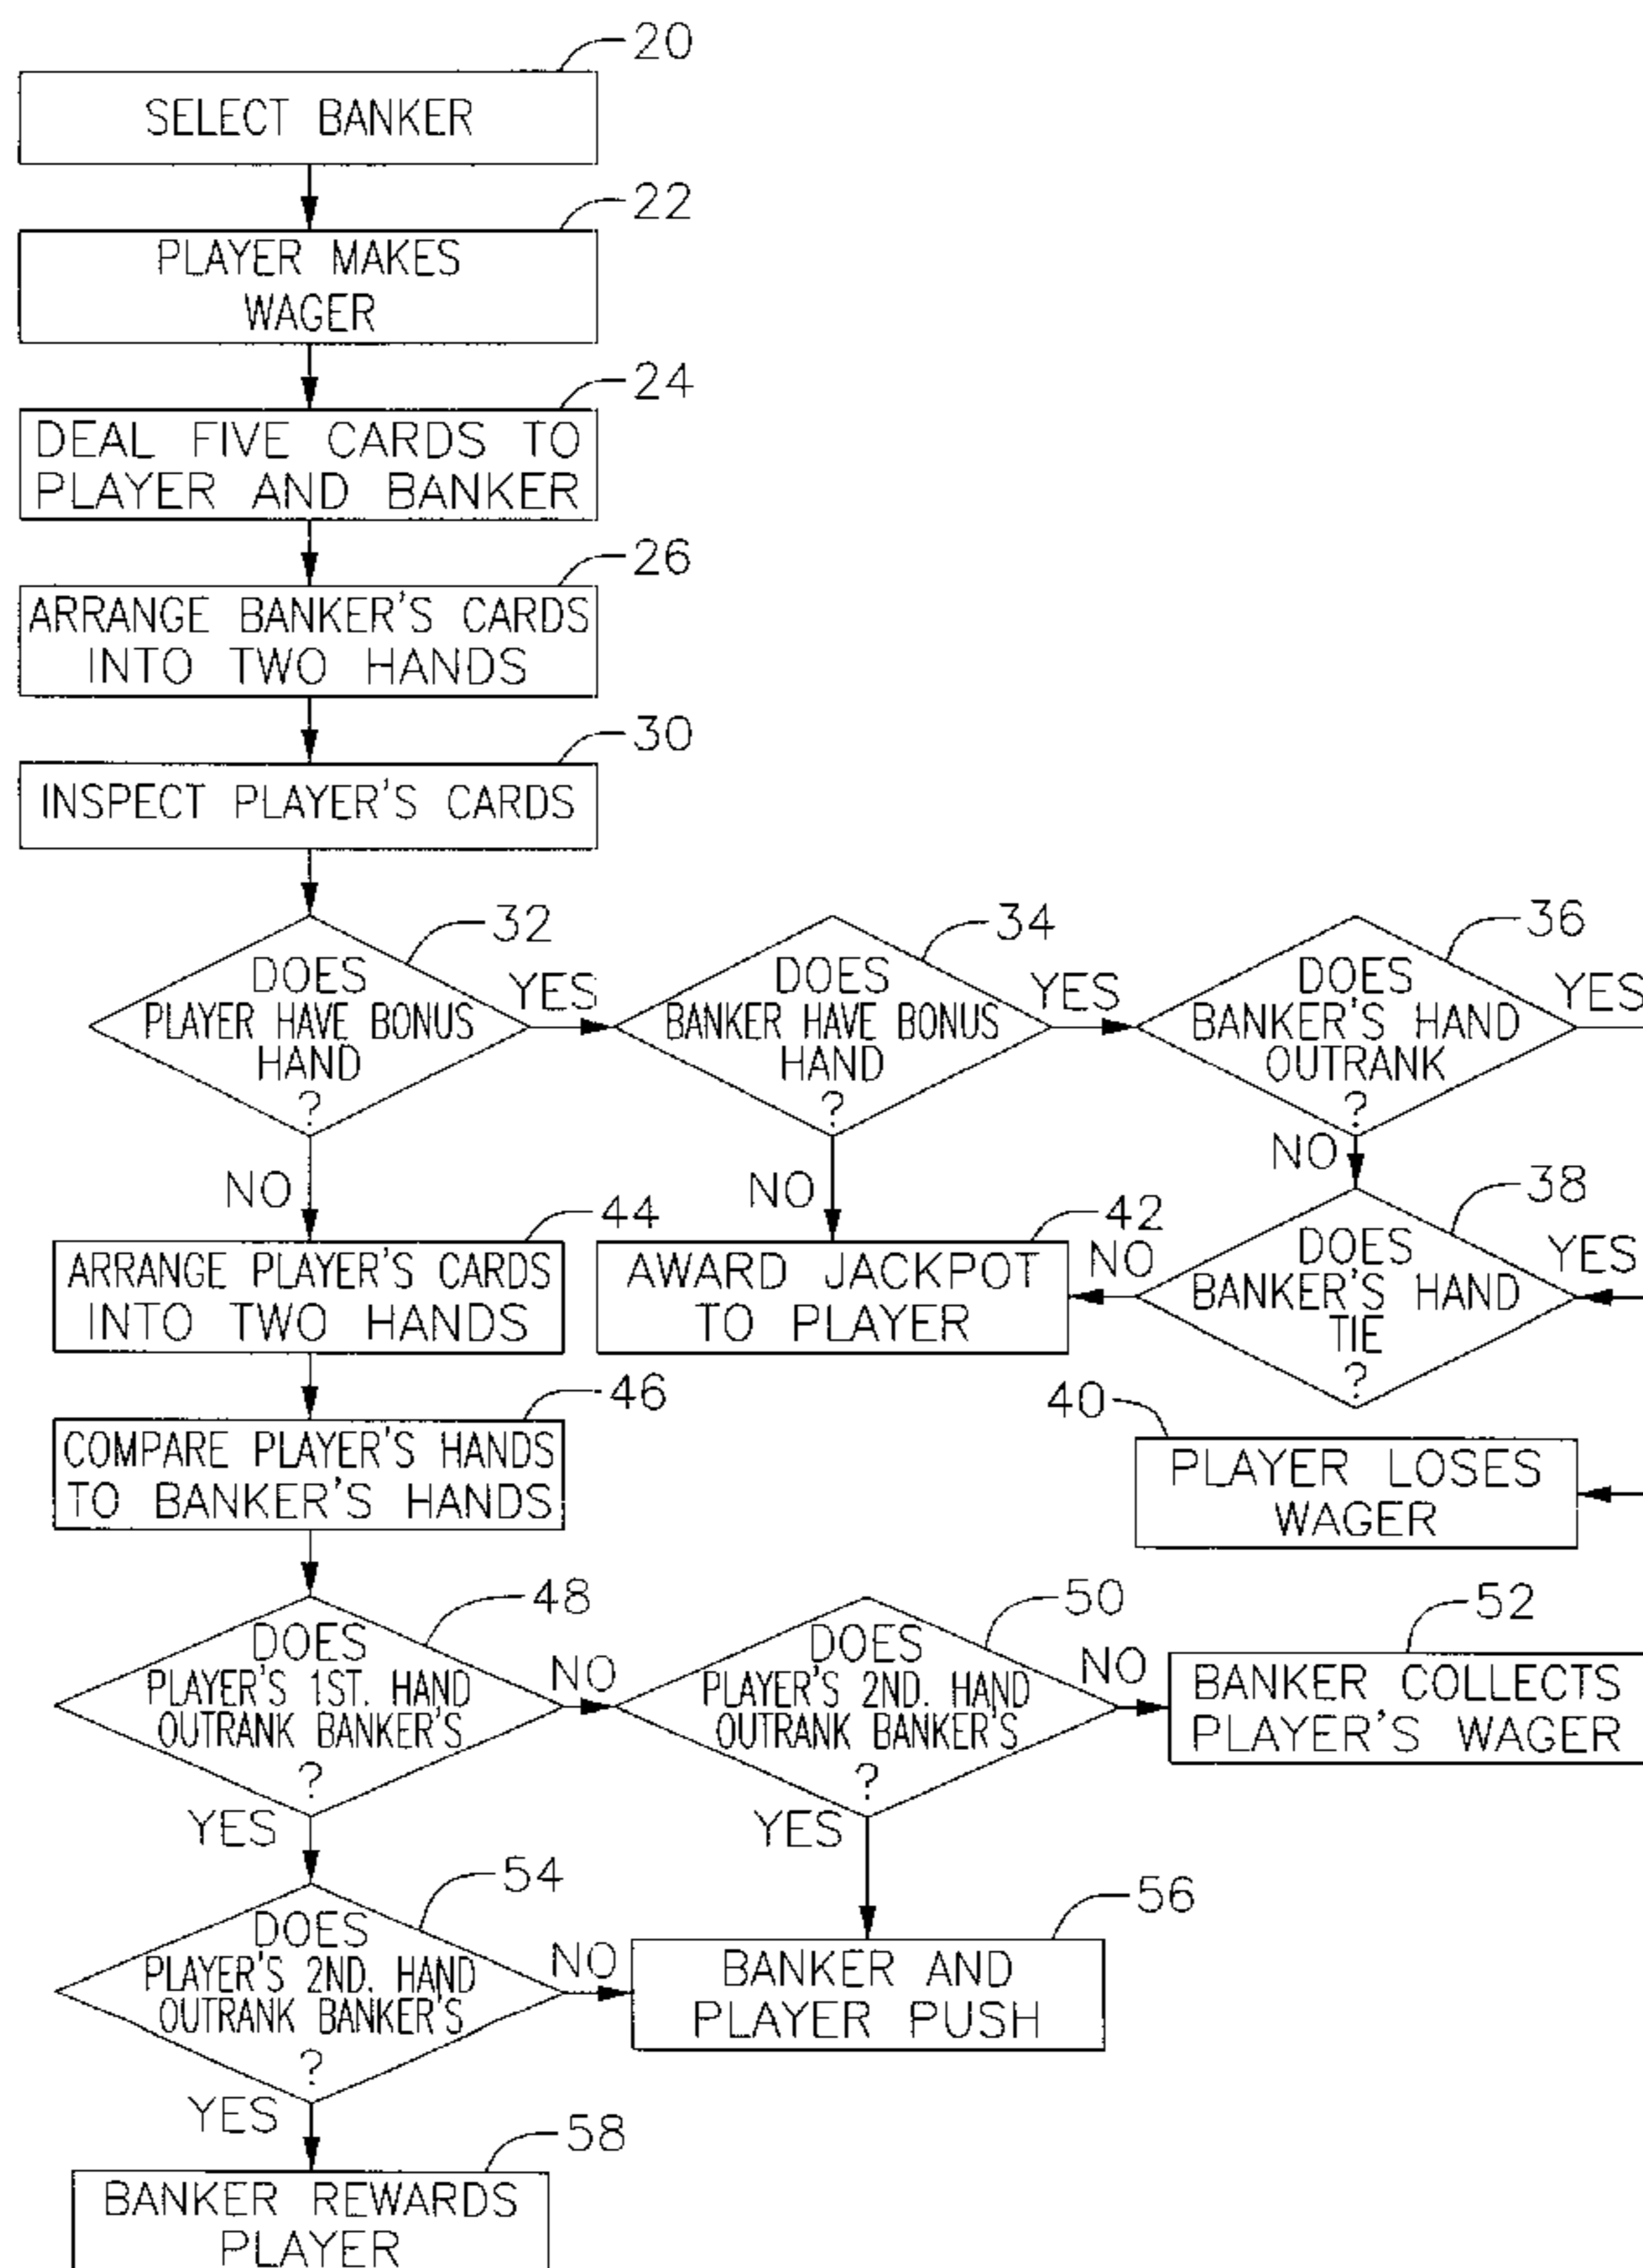 20
SELECT BANKER
22
PLAYER MAKES
WAGER
24
DEAL FIVE CARDS TO
PLAYER AND BANKER
26
ARRANGE BANKER'S CARDS
INTO TWO HANDS
30
INSPECT PLAYER'S CARDS
32
DOES
PLAYER HAVE BONUS
HAND
?
YES
NO
34
DOES
BANKER HAVE BONUS
HAND
?
YES
NO
36
DOES
BANKER'S HAND
OUTRANK
?
YES
NO
38
DOES
BANKER'S HAND
TIE
?
YES
NO
40
PLAYER LOSES
WAGER
42
AWARD JACKPOT
TO PLAYER
44
ARRANGE PLAYER'S CARDS
INTO TWO HANDS
46
COMPARE PLAYER'S HANDS
TO BANKER'S HANDS
48
DOES
PLAYER'S 1ST. HAND
OUTRANK BANKER'S
?
NO
YES
50
DOES
PLAYER'S 2ND. HAND
OUTRANK BANKER'S
?
NO
YES
52
BANKER COLLECTS
PLAYER'S WAGER
54
DOES
PLAYER'S 2ND. HAND
OUTRANK BANKER'S
?
NO
YES
56
BANKER AND
PLAYER PUSH
58
BANKER REWARDS
PLAYER